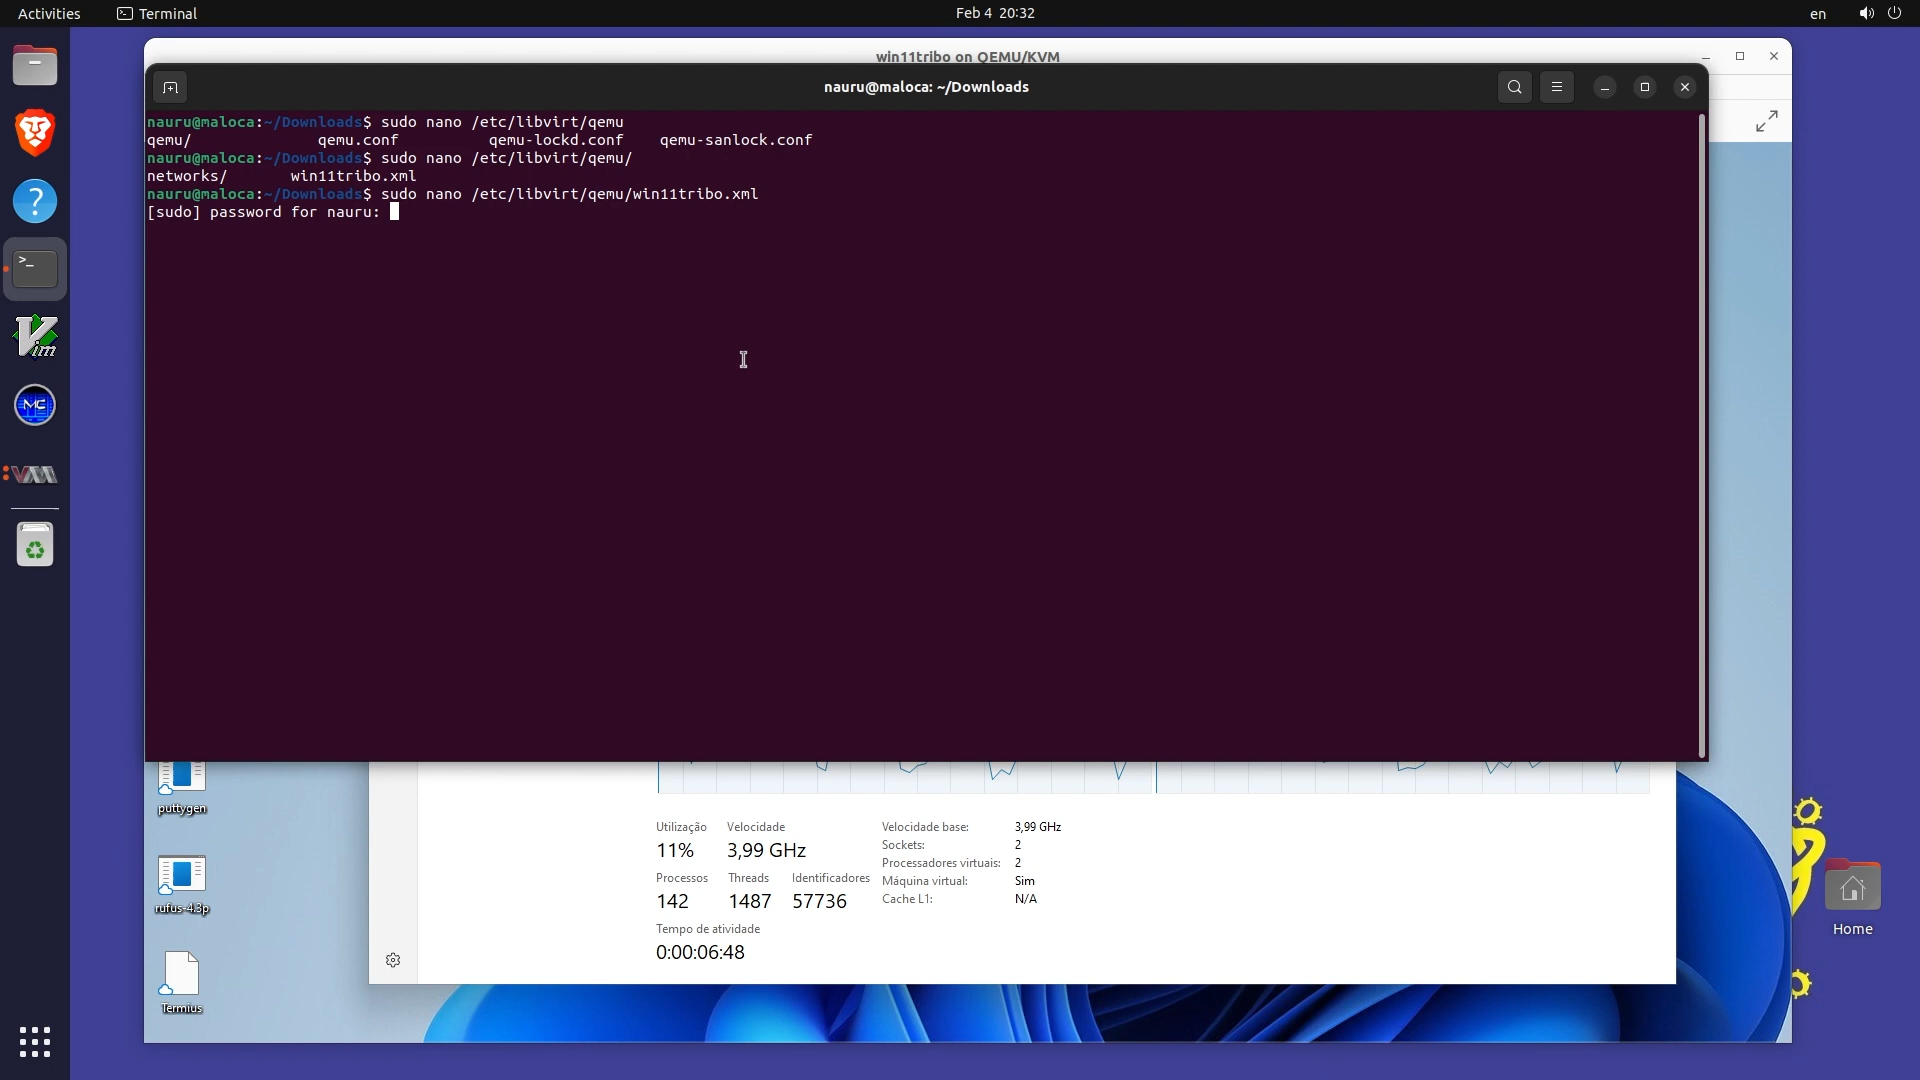 Activities
Terminal
Feb 4 20:32
en
win11tribo on QEMU/KVM
nauru@maloca: ~/Downloads
nauru@maloca:~/Downloads$ sudo nano /etc/libvirt/qemu
qemu/ qemu.conf qemu-lockd.conf qemu-sanlock.conf
nauru@maloca:~/Downloads$ sudo nano /etc/libvirt/qemu/
networks/ win11tribo.xml
nauru@maloca:~/Downloads$ sudo nano /etc/libvirt/qemu/win11tribo.xml
[sudo] password for nauru:
>_
Vim
MC
VM
puttygen
rufus-4.3p
Termius
Utilização Velocidade
11% 3,99 GHz
Processos Threads Identificadores
142 1487 57736
Tempo de atividade
0:00:06:48
Velocidade base: 3,99 GHz
Sockets: 2
Processadores virtuais: 2
Máquina virtual: Sim
Cache L1: N/A
Home